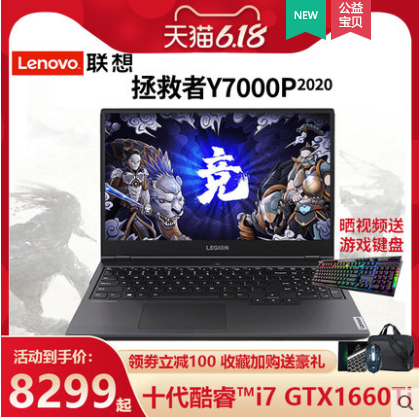 天猫6.18
NEW
公益
宝贝
Lenovo 联想
拯救者Y7000P2020
竞
LEGION
晒视频送
游戏键盘
活动到手价:
8299起
领券立减100 收藏加购送豪礼
十代酷睿™i7 GTX1660Ti